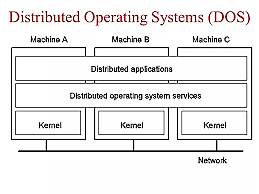 Distributed Operating Systems (DOS)
Machine A Machine B Machine C
Distributed applications
Distributed operating system services
Kernel Kernel Kernel
Network